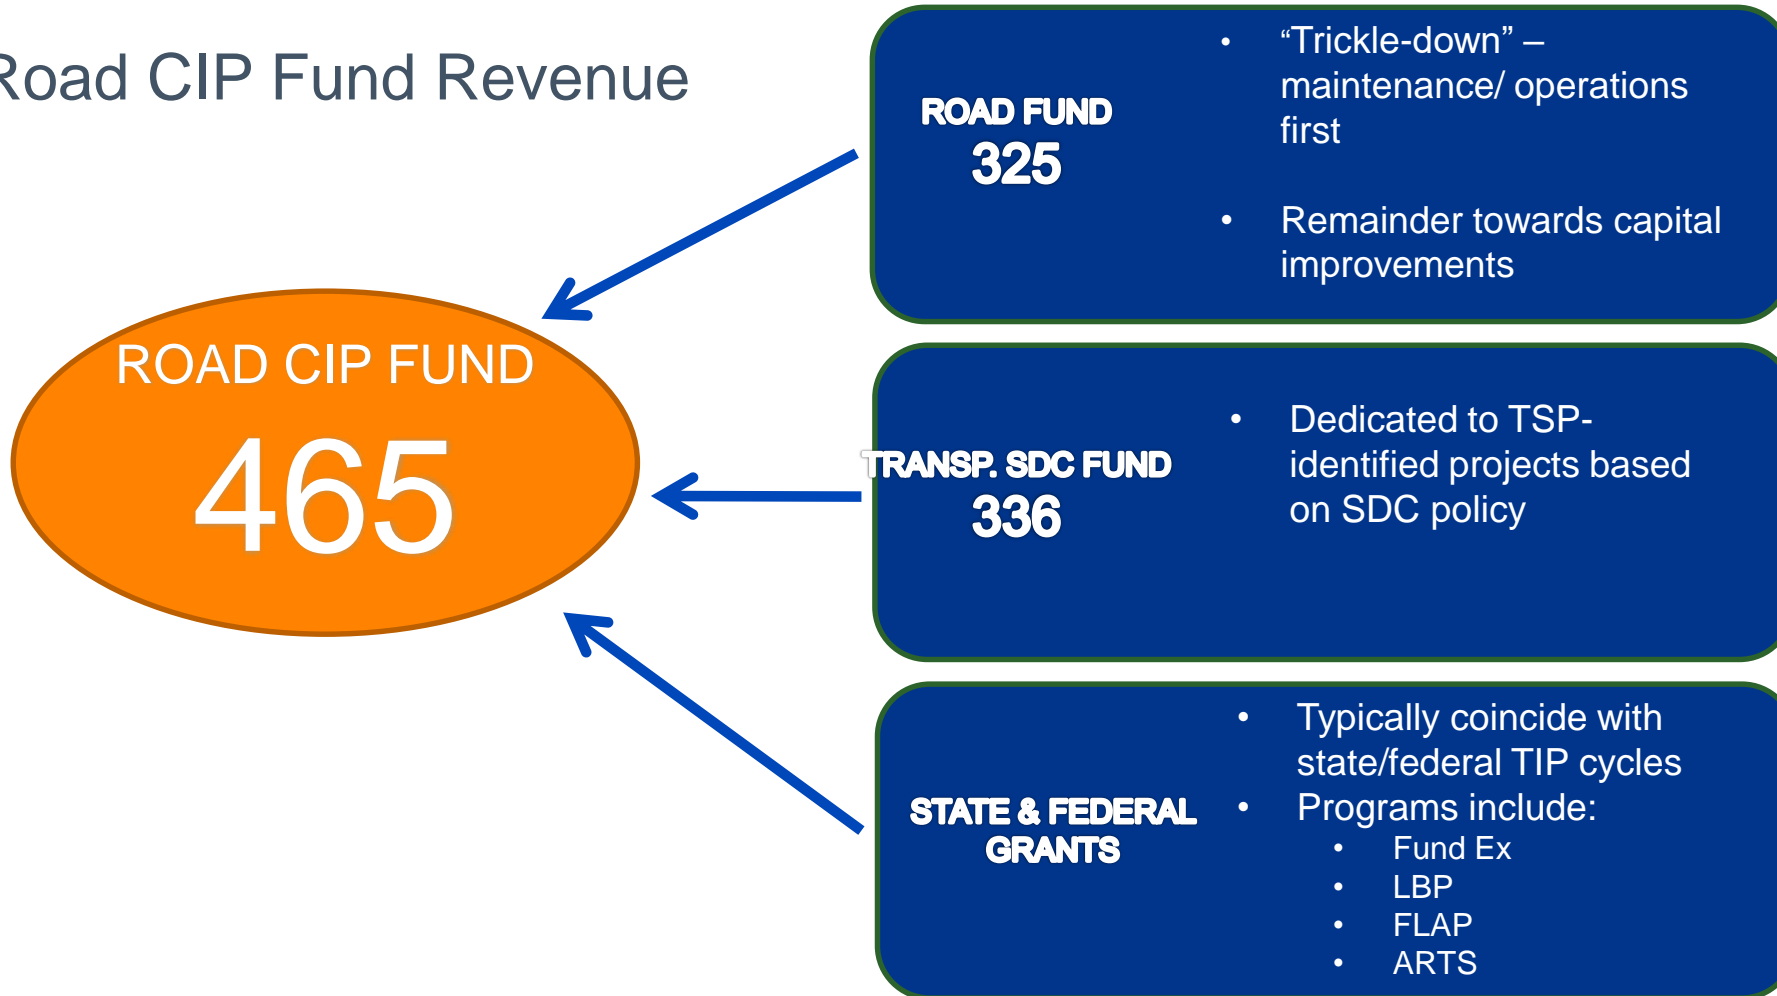 Road CIP Fund Revenue
ROAD CIP FUND
465
ROAD FUND
325
• “Trickle-down” –
maintenance/ operations
first
• Remainder towards capital
improvements
TRANSP. SDC FUND
336
• Dedicated to TSP-
identified projects based
on SDC policy
STATE & FEDERAL
GRANTS
• Typically coincide with
state/federal TIP cycles
• Programs include:
• Fund Ex
• LBP
• FLAP
• ARTS